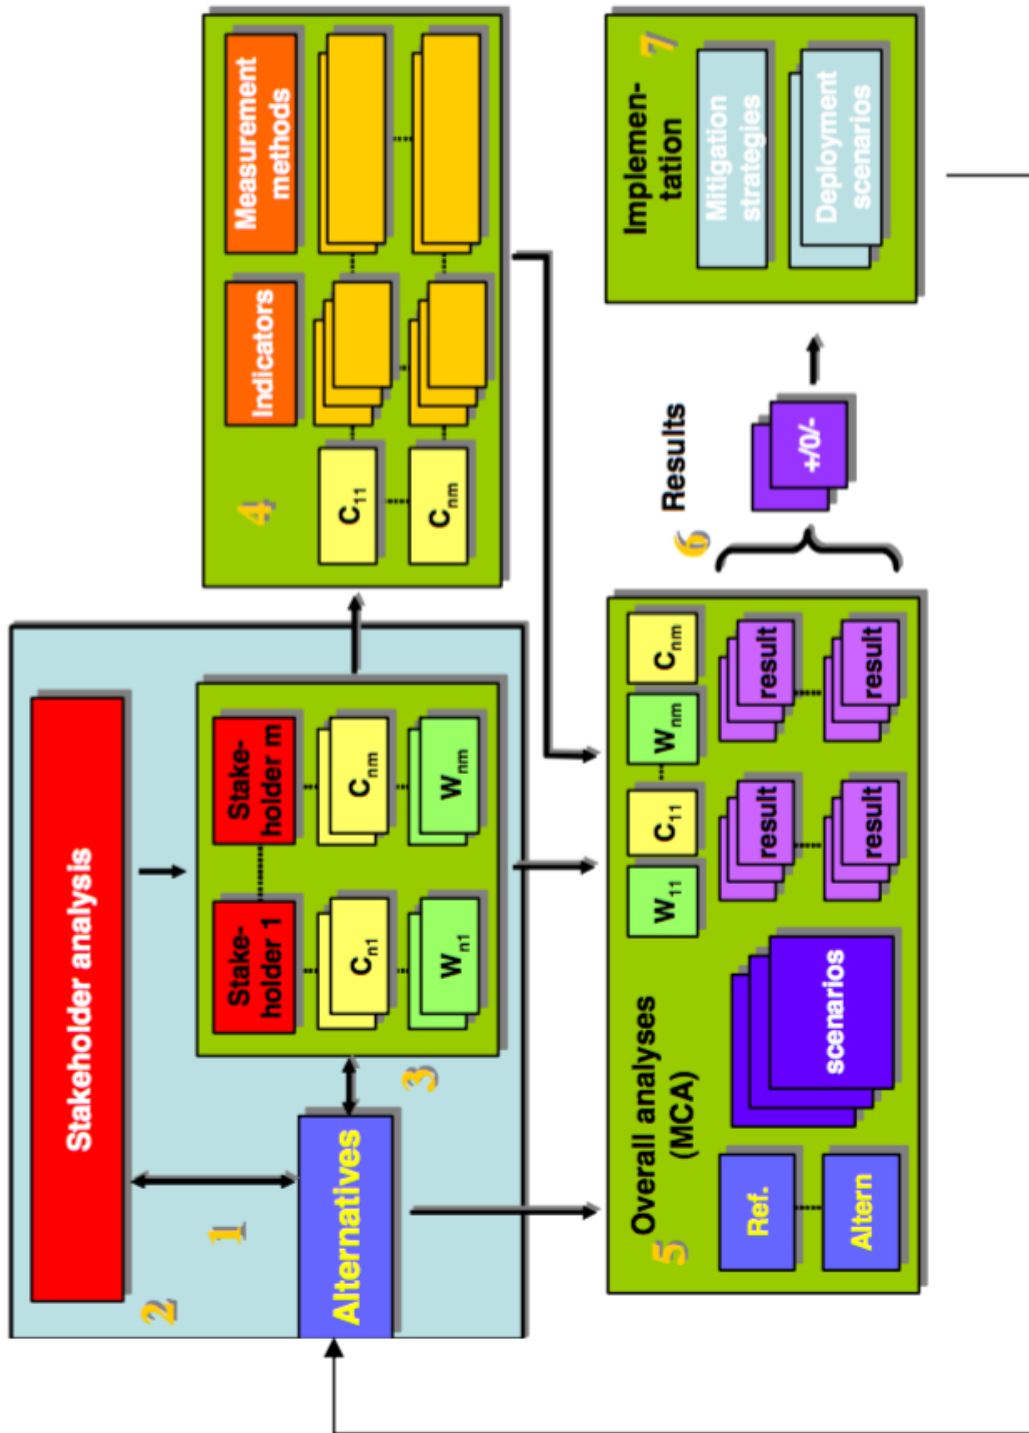 Stakeholder analysis
2
1
Alternatives
3
Stake-
holder 1
Stake-
holder m
Cn1
Cnm
Wn1
Wnm
4
Indicators
Measurement
methods
C11
Cnm
5
Overall analyses
(MCA)
W11
C11
Wnm
Cnm
Ref.
Altern
scenarios
result
result
result
result
6
Results
+/0/-
Implemen-
tation
7
Mitigation
strategies
Deployment
scenarios